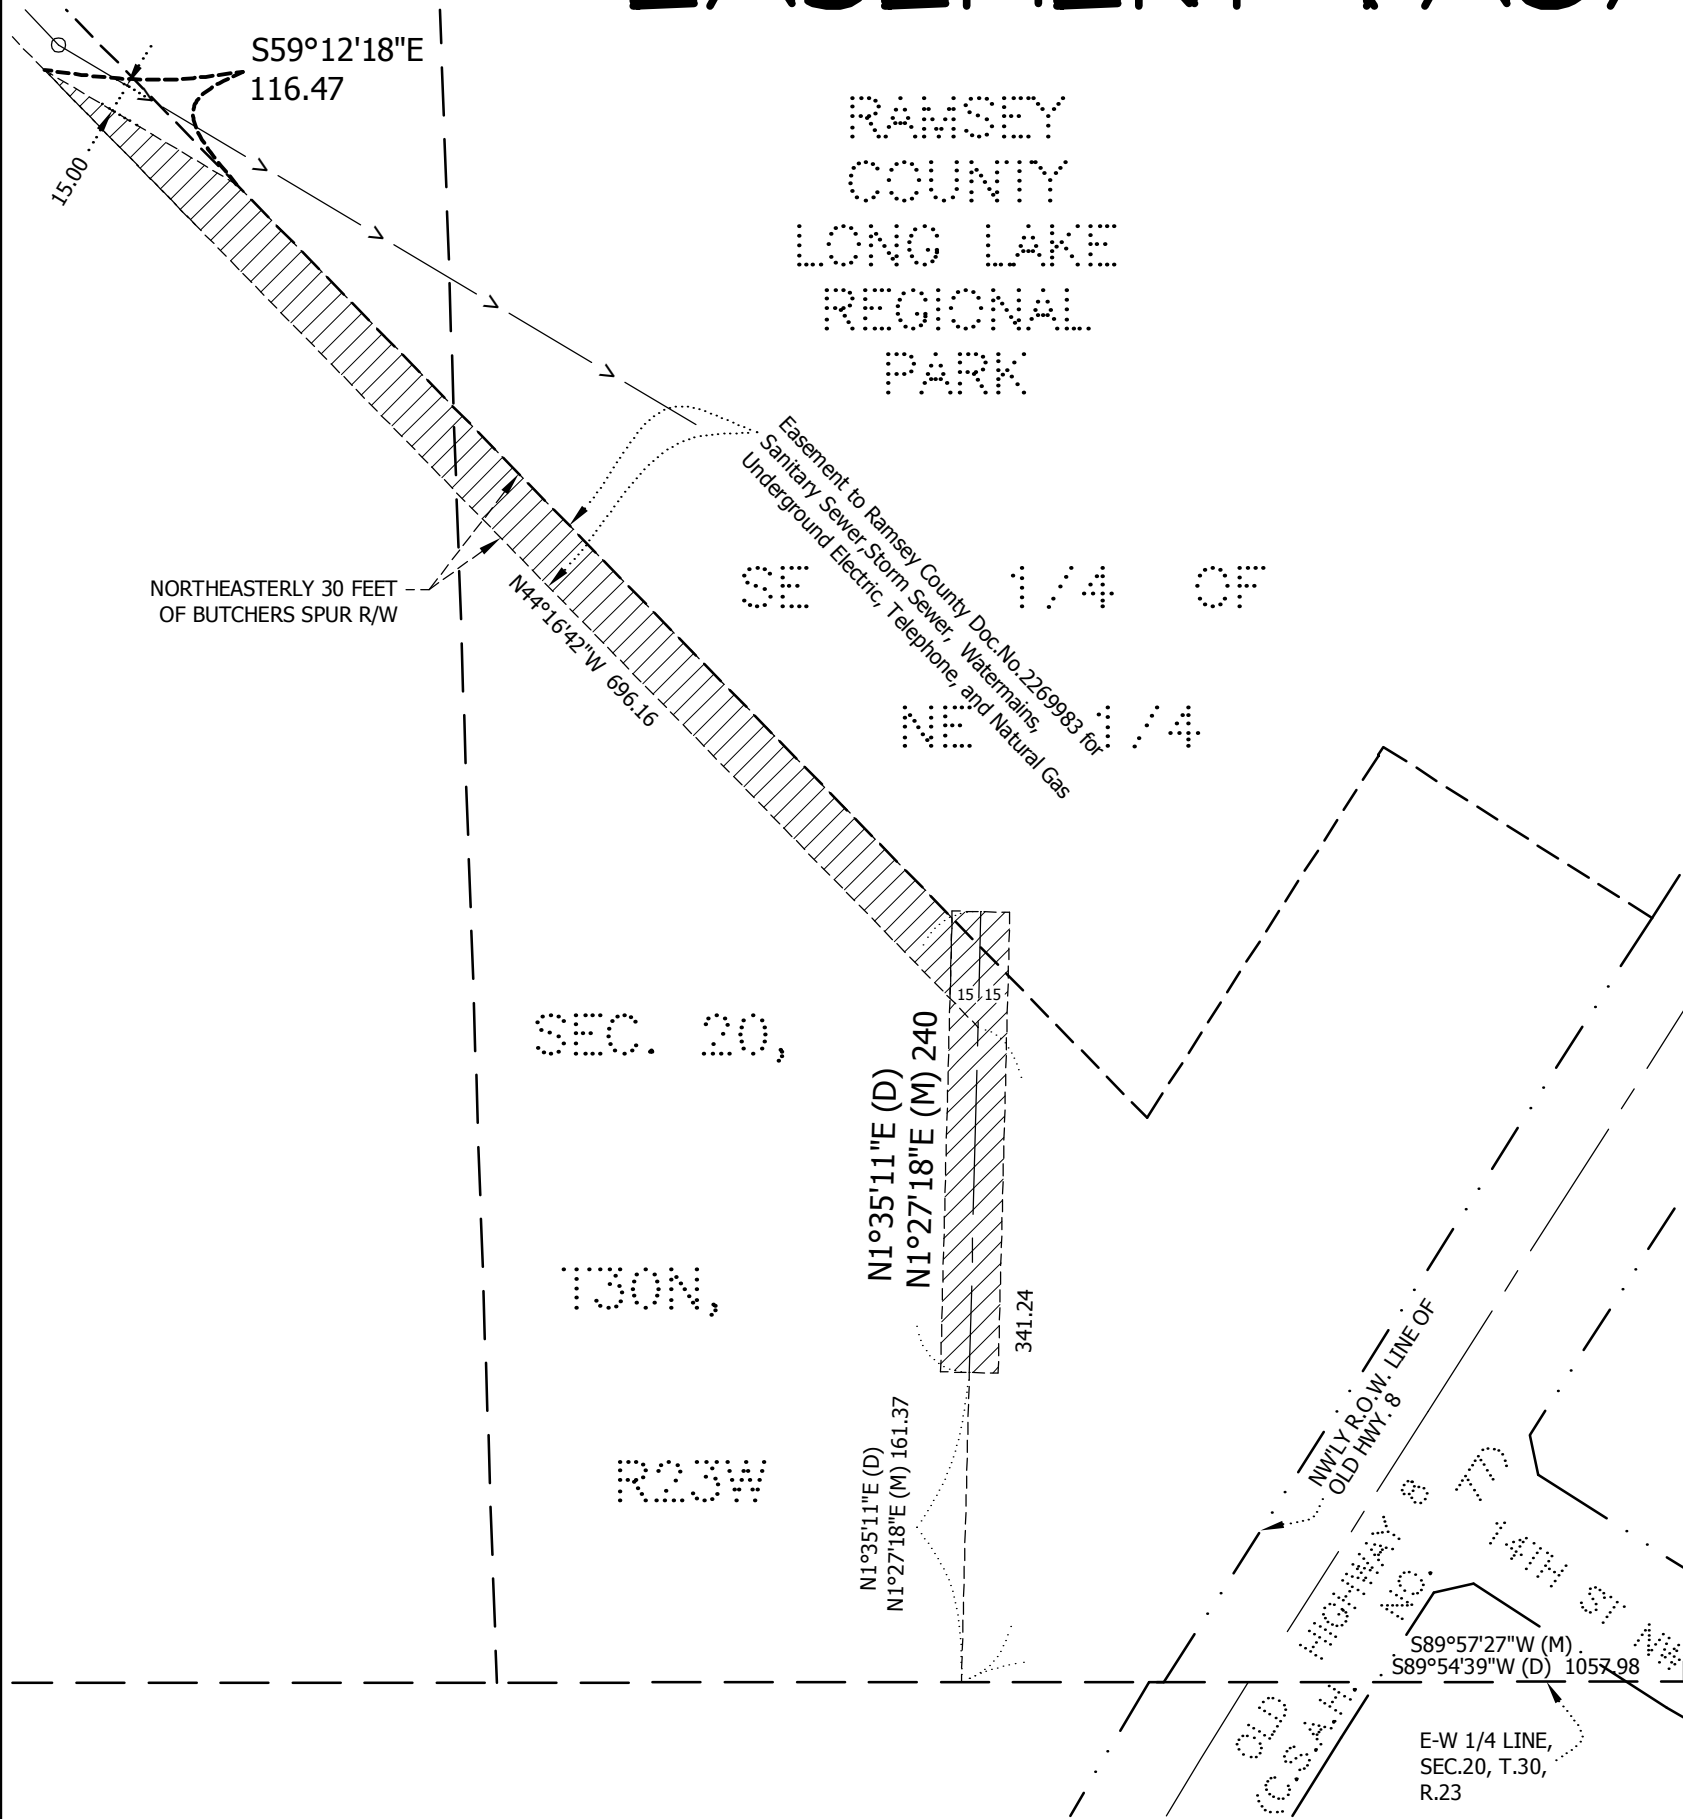 EASEMENT
S59°12'18"E
116.47
15.00
RAMSEY
COUNTY
LONG LAKE
REGIONAL
PARK
Easement to Ramsey County Doc.No.2269983 for
Sanitary Sewer,Storm Sewer, Watermains,
Underground Electric, Telephone, and Natural Gas
NORTHEASTERLY 30 FEET
OF BUTCHERS SPUR R/W
N44°16'42"W 696.16
SE 1/4 OF
NE 1/4
15 15
SEC. 20,
N1°35'11"E (D)
N1°27'18"E (M) 240
T30N,
341.24
R23W
N1°35'11"E (D)
N1°27'18"E (M) 161.37
NW'LY R.O.W. LINE OF
OLD HWY. 8
OLD HIGHWAY 8
C.S.A.H. NO. 77
14TH ST NW
S89°57'27"W (M)
S89°54'39"W (D) 1057.98
E-W 1/4 LINE,
SEC.20, T.30,
R.23